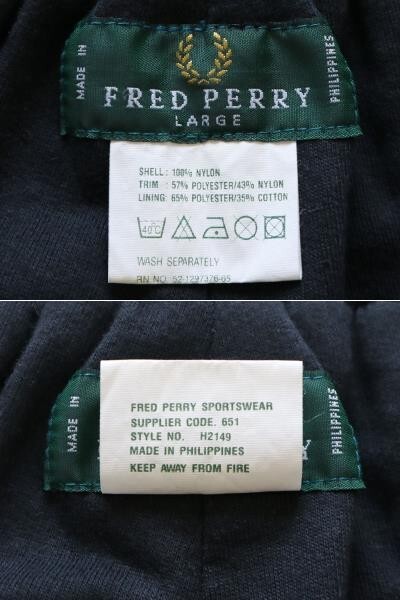 MADE IN
FRED PERRY
LARGE
PHILIPPINES
SHELL: 100% NYLON
TRIM : 57% POLYESTER/43% NYLON
LINING: 65% POLYESTER/35% COTTON
40°C
WASH SEPARATELY
RN NO. 52-1297376-65
MADE IN
PHILIPPINES
FRED PERRY SPORTSWEAR
SUPPLIER CODE. 651
STYLE NO. H2149
MADE IN PHILIPPINES
KEEP AWAY FROM FIRE